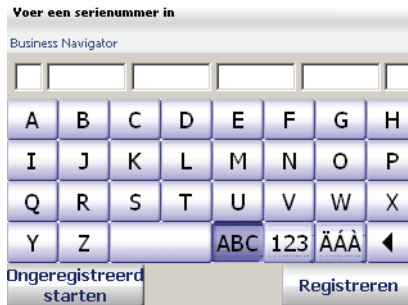 Voer een serienummer in
Business Navigator
A B C D E F G H
I J K L M N O P
Q R S T U V W X
Y Z ABC 123 ÄÁÀ
Ongeregistreerd
starten
Registreren